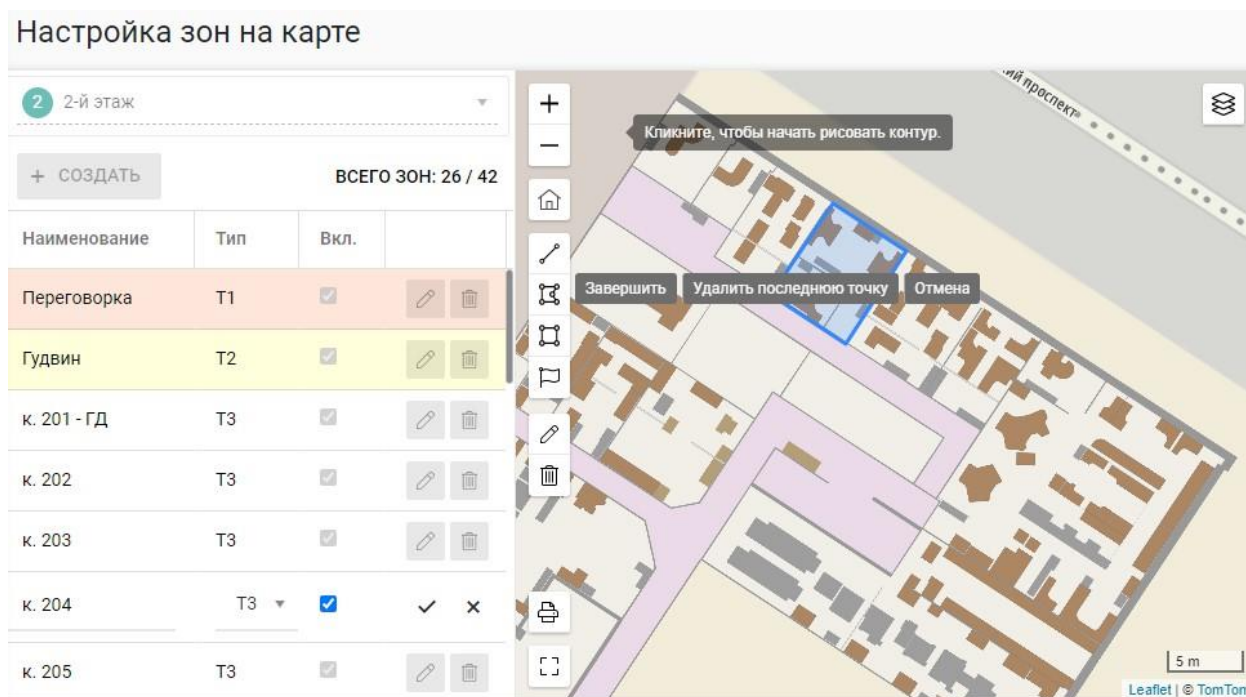 Настройка зон на карте
2 2-й этаж
+ СОЗДАТЬ
ВСЕГО ЗОН: 26 / 42
Наименование Тип Вкл.
Переговорка Т1
Гудвин Т2
к. 201 - ГД Т3
к. 202 Т3
к. 203 Т3
к. 204 Т3
к. 205 Т3
+
−
проспект
Кликните, чтобы начать рисовать контур.
Завершить Удалить последнюю точку Отмена
5 m
Leaflet | © TomTom